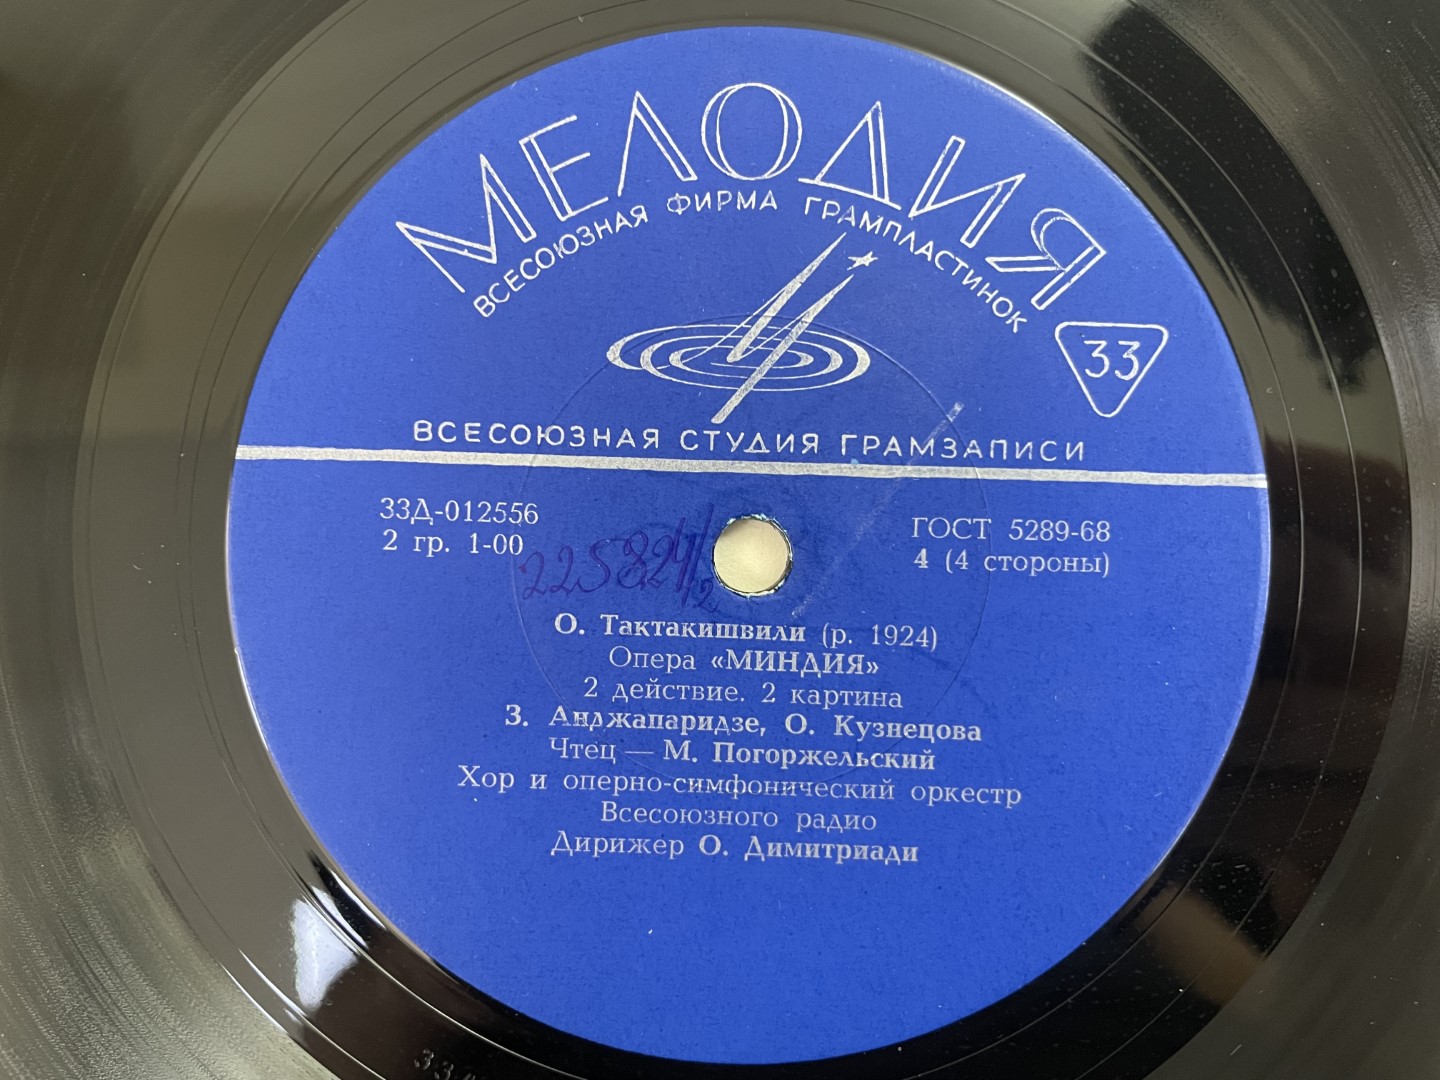 МЕЛОДИЯ
ВСЕСОЮЗНАЯ ФИРМА ГРАМПЛАСТИНОК
33
ВСЕСОЮЗНАЯ СТУДИЯ ГРАМЗАПИСИ
33Д-012556
2 гр. 1-00
ГОСТ 5289-68
4 (4 стороны)
О. Тактакишвили (р. 1924)
Опера «МИНДИЯ»
2 действие. 2 картина
З. Анджапаридзе, О. Кузнецова
Чтец — М. Погоржельский
Хор и оперно-симфонический оркестр
Всесоюзного радио
Дирижер О. Димитриади